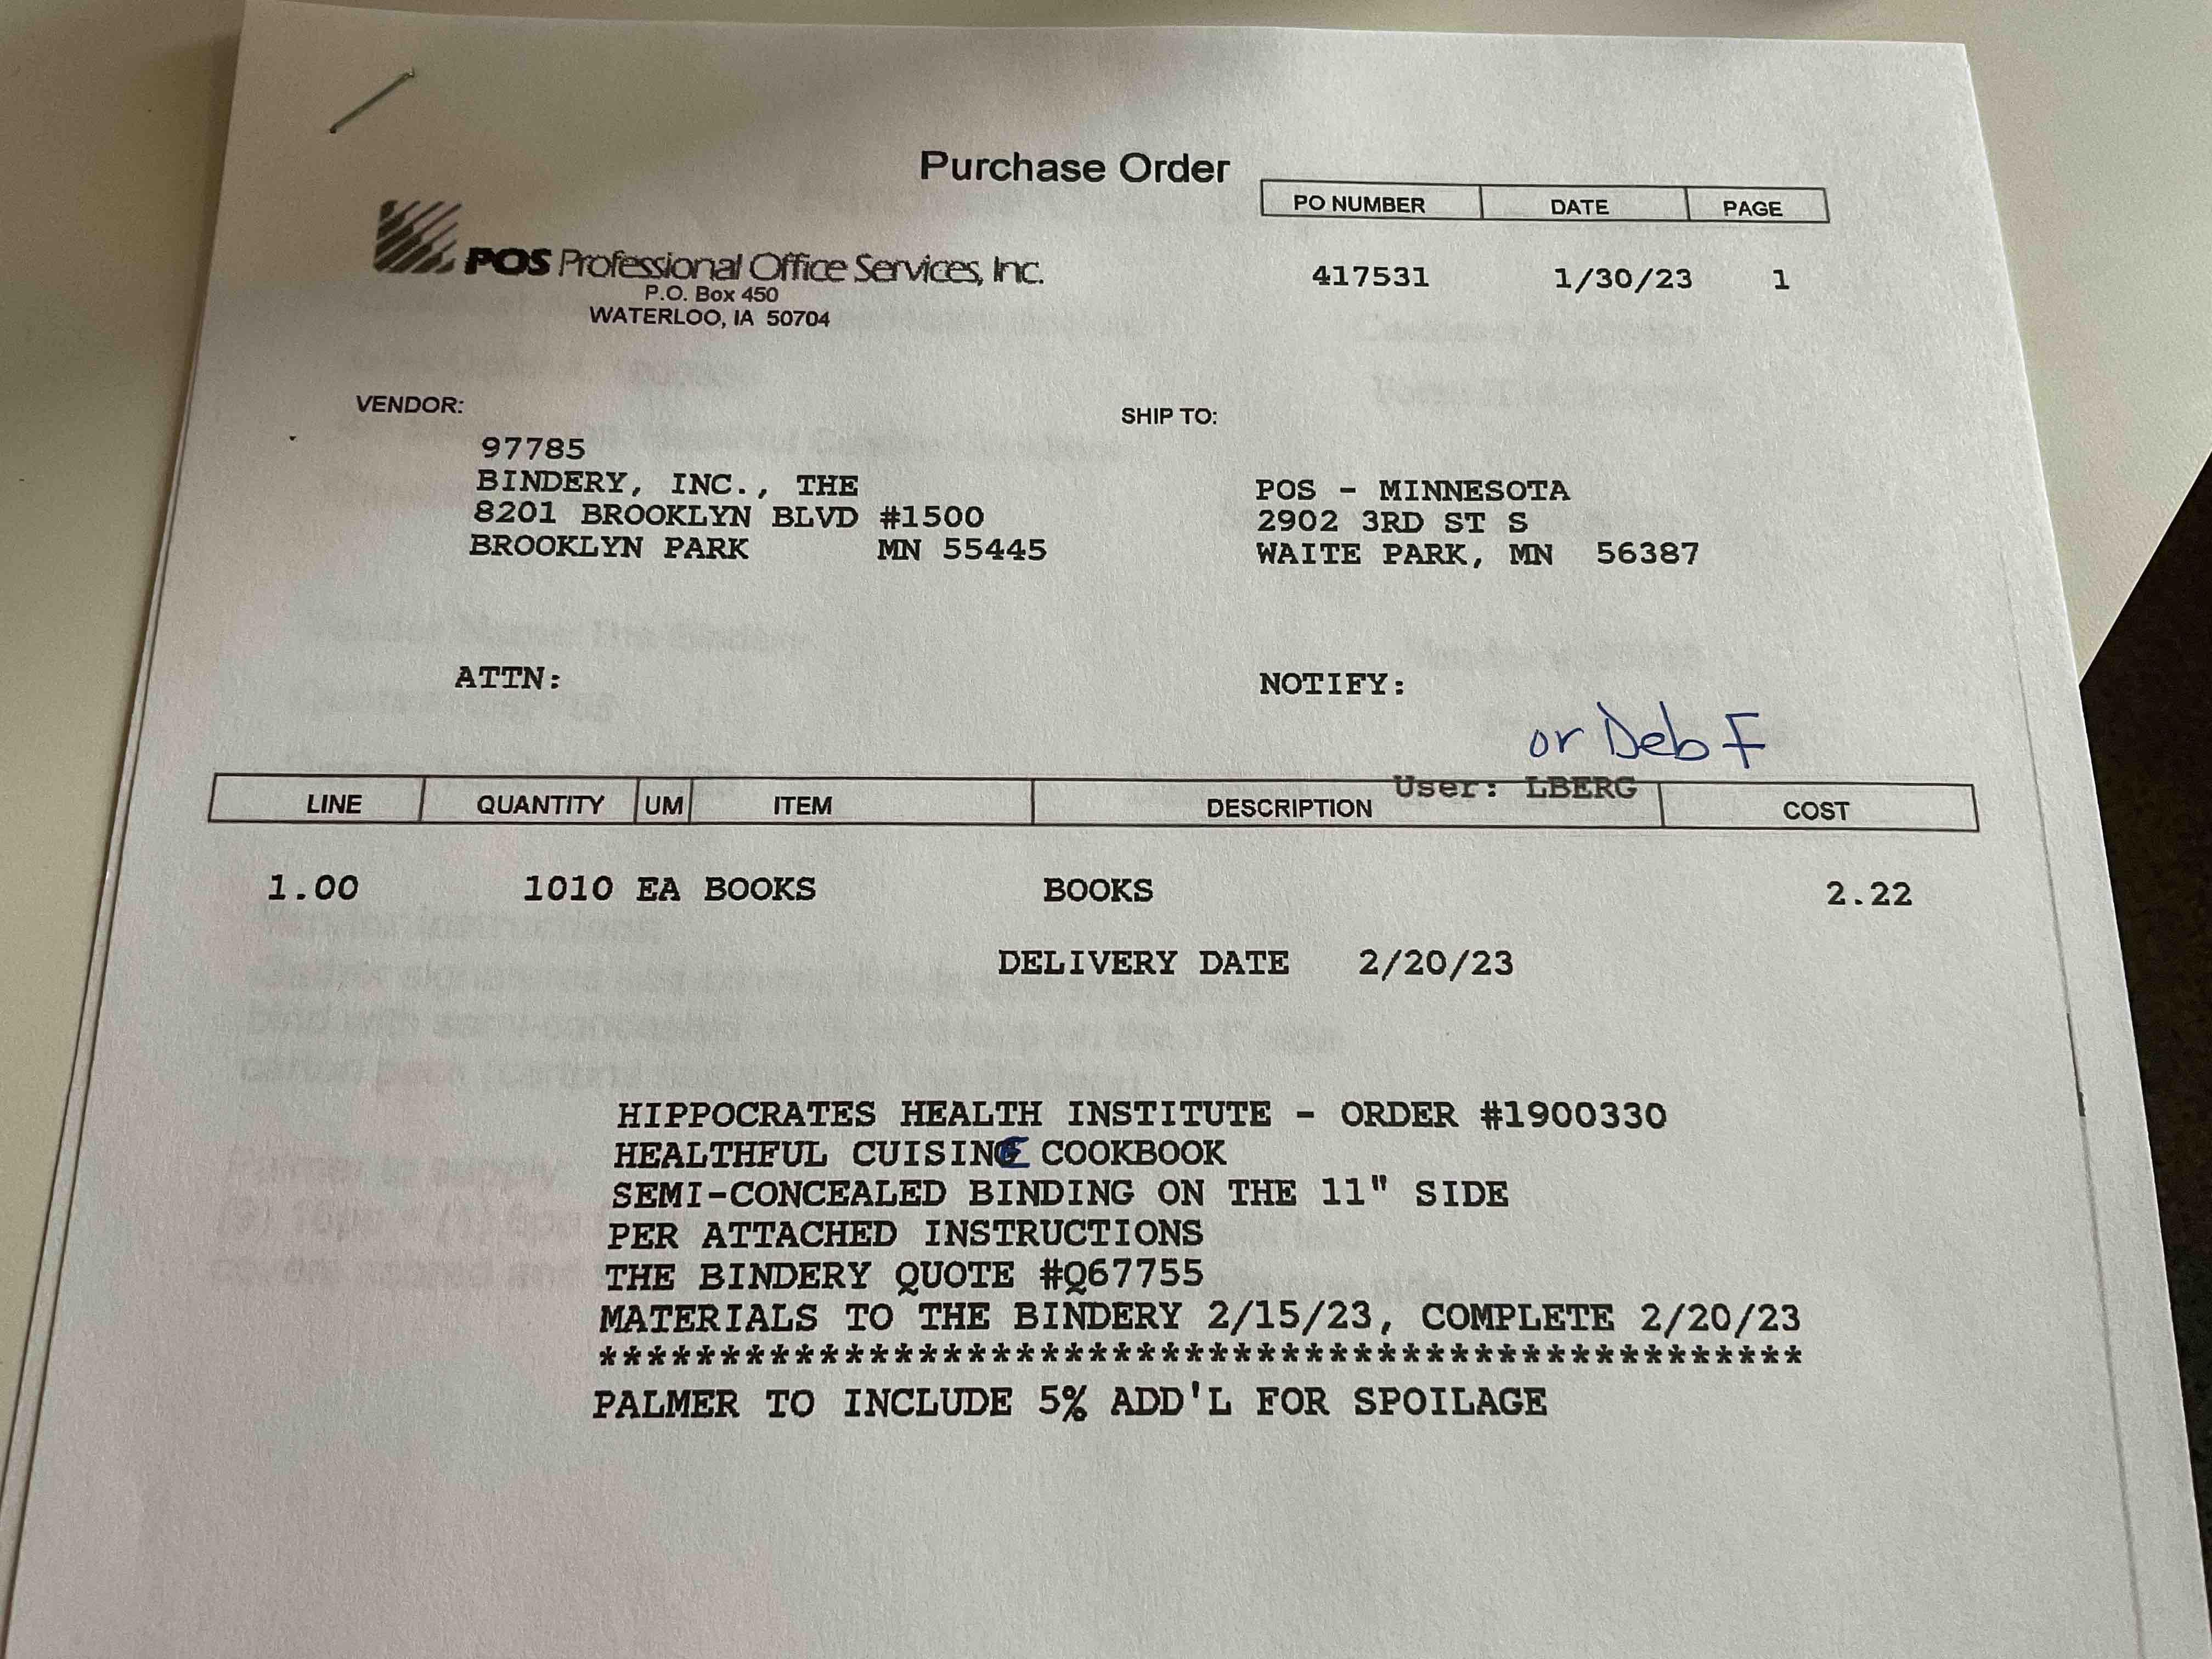 Purchase Order
PO NUMBER DATE PAGE
POS Professional Office Services, Inc.
417531 1/30/23 1
P.O. Box 450
WATERLOO, IA 50704
VENDOR:
SHIP TO:
97785
BINDERY, INC., THE
8201 BROOKLYN BLVD #1500
BROOKLYN PARK MN 55445
POS - MINNESOTA
2902 3RD ST S
WAITE PARK, MN 56387
ATTN:
NOTIFY:
or Deb F
User: LBERG
LINE QUANTITY UM ITEM DESCRIPTION COST
1.00 1010 EA BOOKS BOOKS 2.22
DELIVERY DATE 2/20/23
HIPPOCRATES HEALTH INSTITUTE - ORDER #1900330
HEALTHFUL CUISINE COOKBOOK
SEMI-CONCEALED BINDING ON THE 11" SIDE
PER ATTACHED INSTRUCTIONS
THE BINDERY QUOTE #Q67755
MATERIALS TO THE BINDERY 2/15/23, COMPLETE 2/20/23
**************************************************
PALMER TO INCLUDE 5% ADD'L FOR SPOILAGE